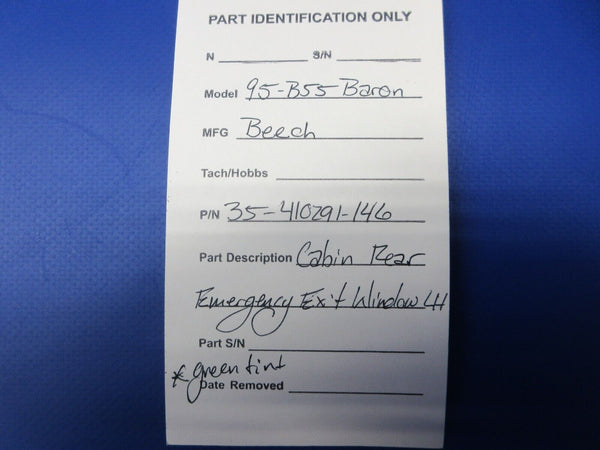 PART IDENTIFICATION ONLY
N S/N
Model 95-B55 Baron
MFG Beech
Tach/Hobbs
P/N 35-410291-146
Part Description Cabin Rear
Emergency Exit Window LH
Part S/N
* green tint
Date Removed